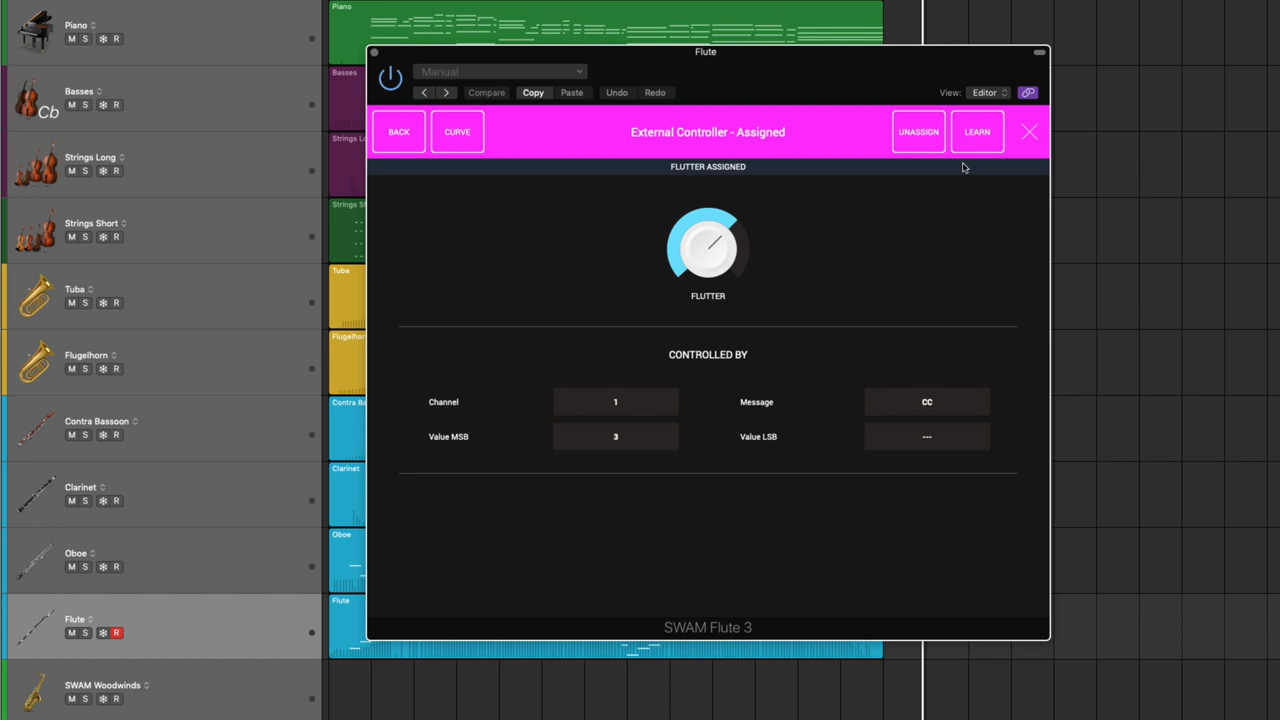 Piano
M S R
Basses
M S R
Cb
Strings Long
M S R
Strings Short
M S R
Tuba
M S R
Flugelhorn
M S R
Contra Bassoon
M S R
Clarinet
M S R
Oboe
M S R
Flute
M S R
SWAM Woodwinds
M S R
Piano
Basses
Strings Lo
Strings Sh
Tuba
Flugelho
Contra Ba
Clarinet
Oboe
Flute
Flute
Manual
Compare Copy Paste Undo Redo
View: Editor
BACK CURVE External Controller - Assigned UNASSIGN LEARN
FLUTTER ASSIGNED
FLUTTER
CONTROLLED BY
Channel 1 Message CC
Value MSB 3 Value LSB ---
SWAM Flute 3